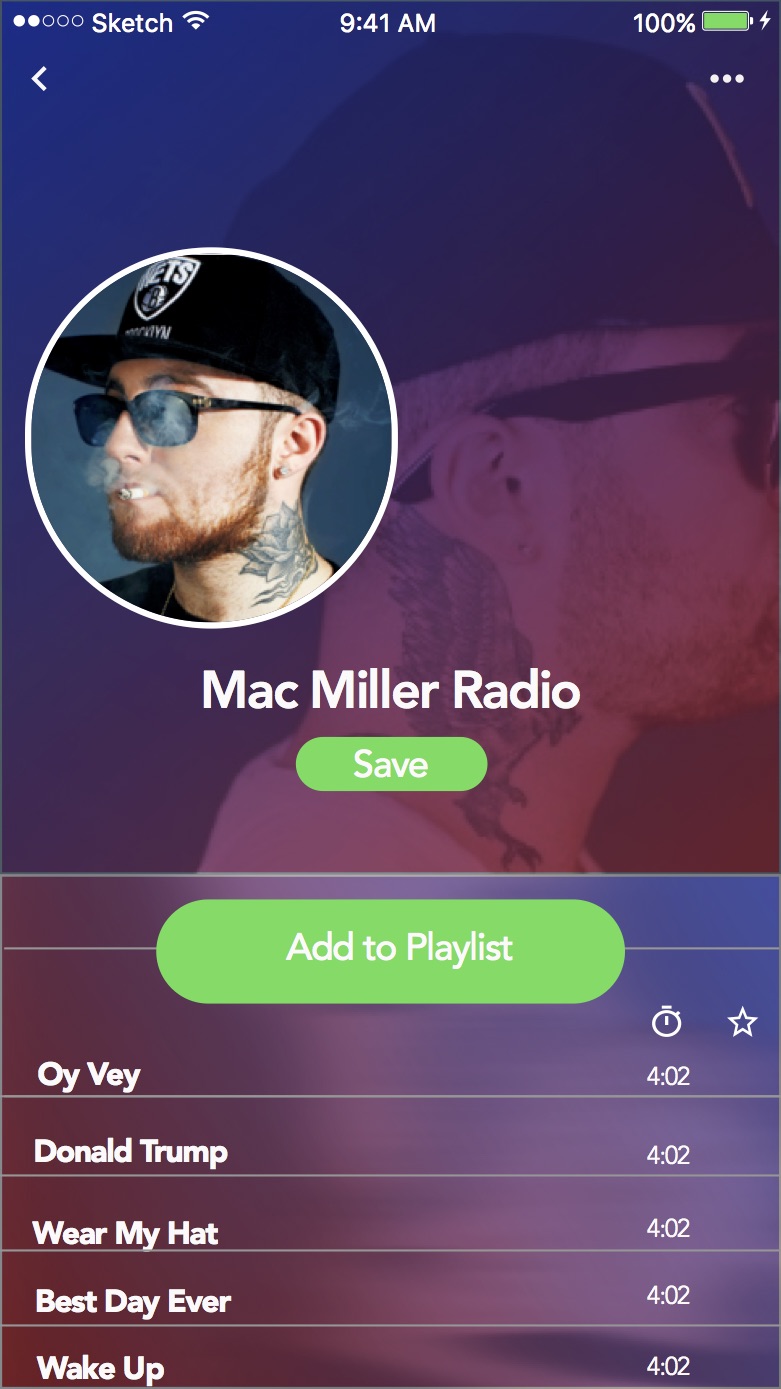 Sketch 9:41 AM 100%
NETS
BROOKLYN
Mac Miller Radio
Save
Add to Playlist
Oy Vey 4:02
Donald Trump 4:02
Wear My Hat 4:02
Best Day Ever 4:02
Wake Up 4:02